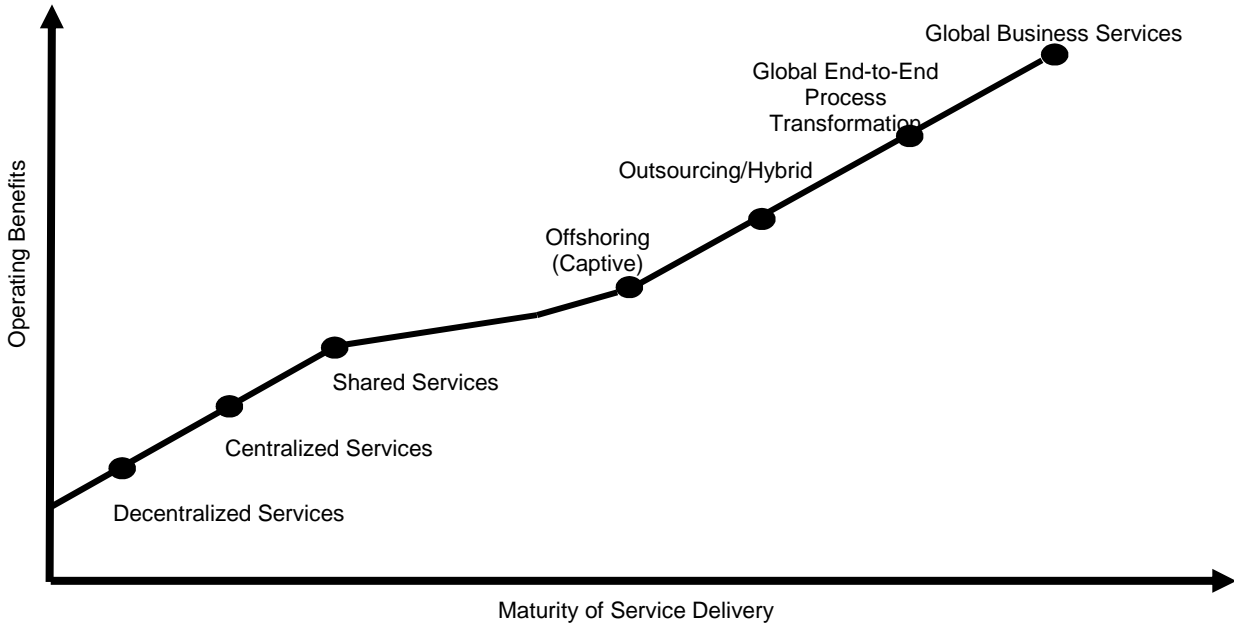 Global Business Services
Global End-to-End
Process
Transformation
Outsourcing/Hybrid
Offshoring
(Captive)
Shared Services
Centralized Services
Decentralized Services
Operating Benefits
Maturity of Service Delivery